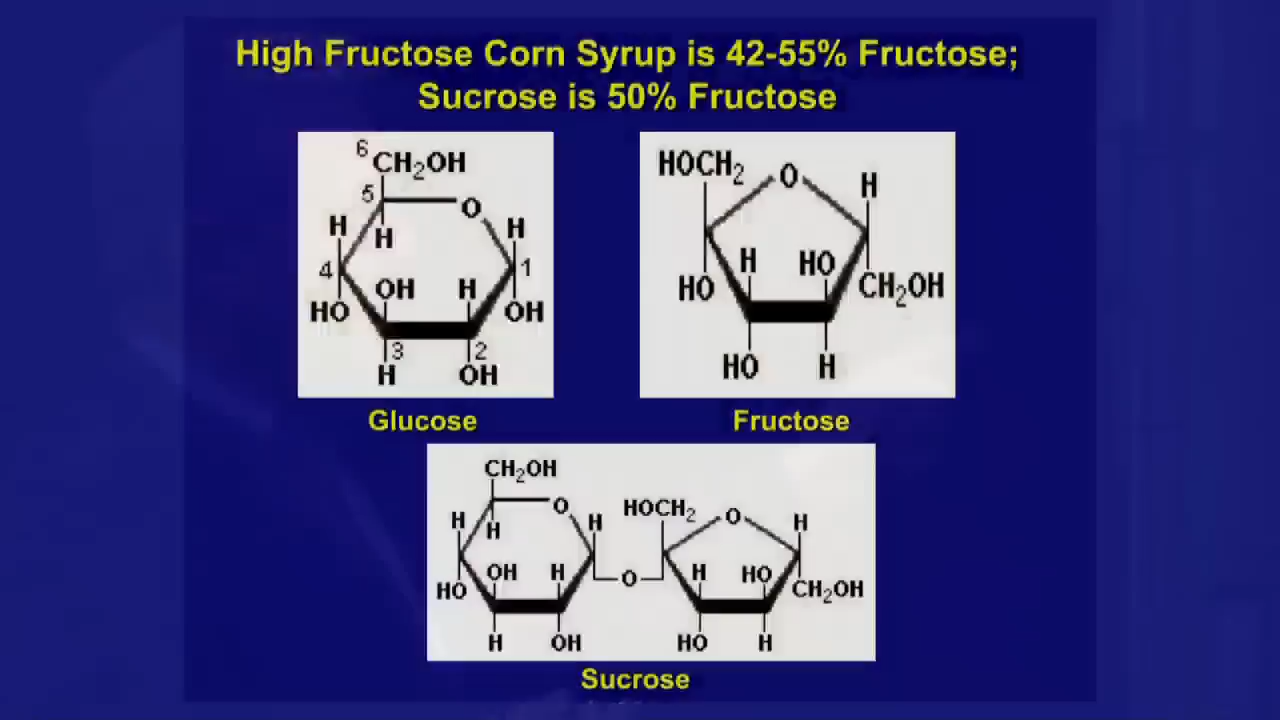 High Fructose Corn Syrup is 42-55% Fructose;
Sucrose is 50% Fructose
6 CH2OH
5 O
H H H
4 1
OH H
HO OH
3 2
H OH
Glucose
HOCH2 O H
H HO
HO CH2OH
HO H
Fructose
CH2OH
O
H H H
OH H
HO
H OH
O
HOCH2 O H
H HO
CH2OH
HO H
Sucrose